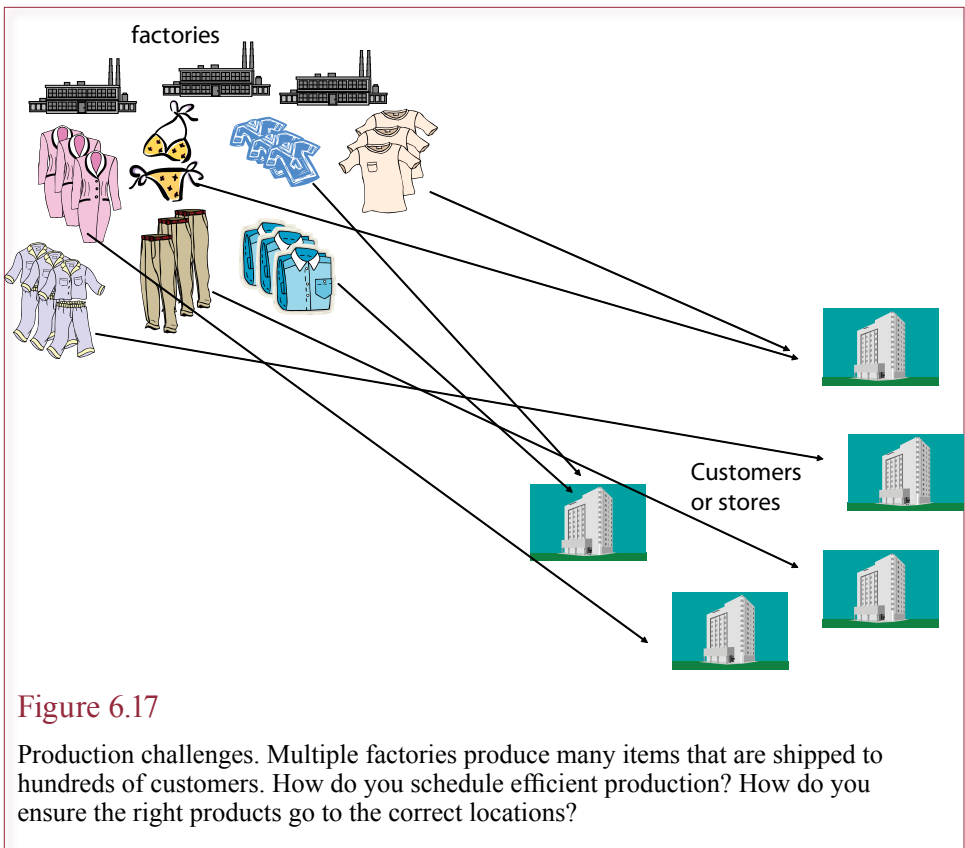 factories
Customers
or stores
Figure 6.17
Production challenges. Multiple factories produce many items that are shipped to
hundreds of customers. How do you schedule efficient production? How do you
ensure the right products go to the correct locations?